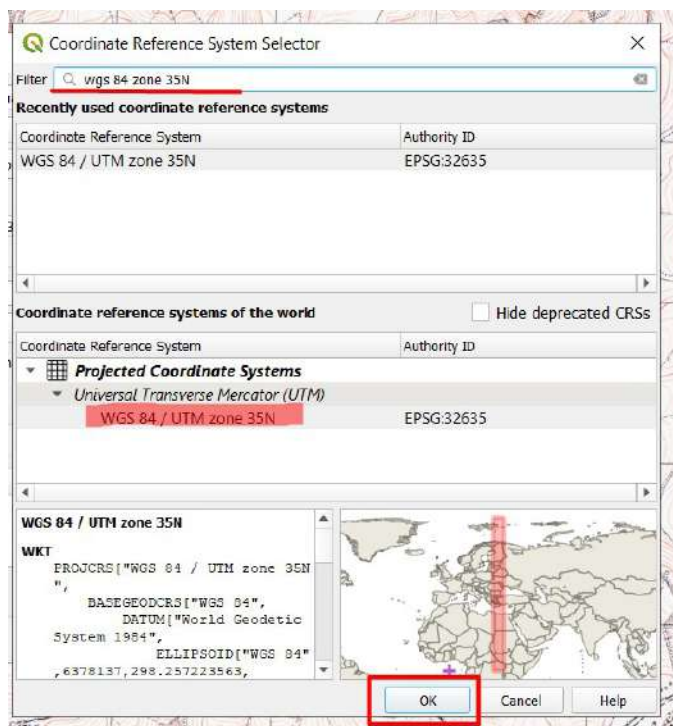 Coordinate Reference System Selector
Filter wgs 84 zone 35N
Recently used coordinate reference systems
Coordinate Reference System Authority ID
WGS 84 / UTM zone 35N EPSG:32635
Coordinate reference systems of the world Hide deprecated CRSs
Coordinate Reference System Authority ID
Projected Coordinate Systems
Universal Transverse Mercator (UTM)
WGS 84 / UTM zone 35N EPSG:32635
WGS 84 / UTM zone 35N
WKT
PROJCRS["WGS 84 / UTM zone 35N
",
BASEGEODCRS["WGS 84",
DATUM["World Geodetic
System 1984",
ELLIPSOID["WGS 84"
,6378137,298.257223563,
OK Cancel Help